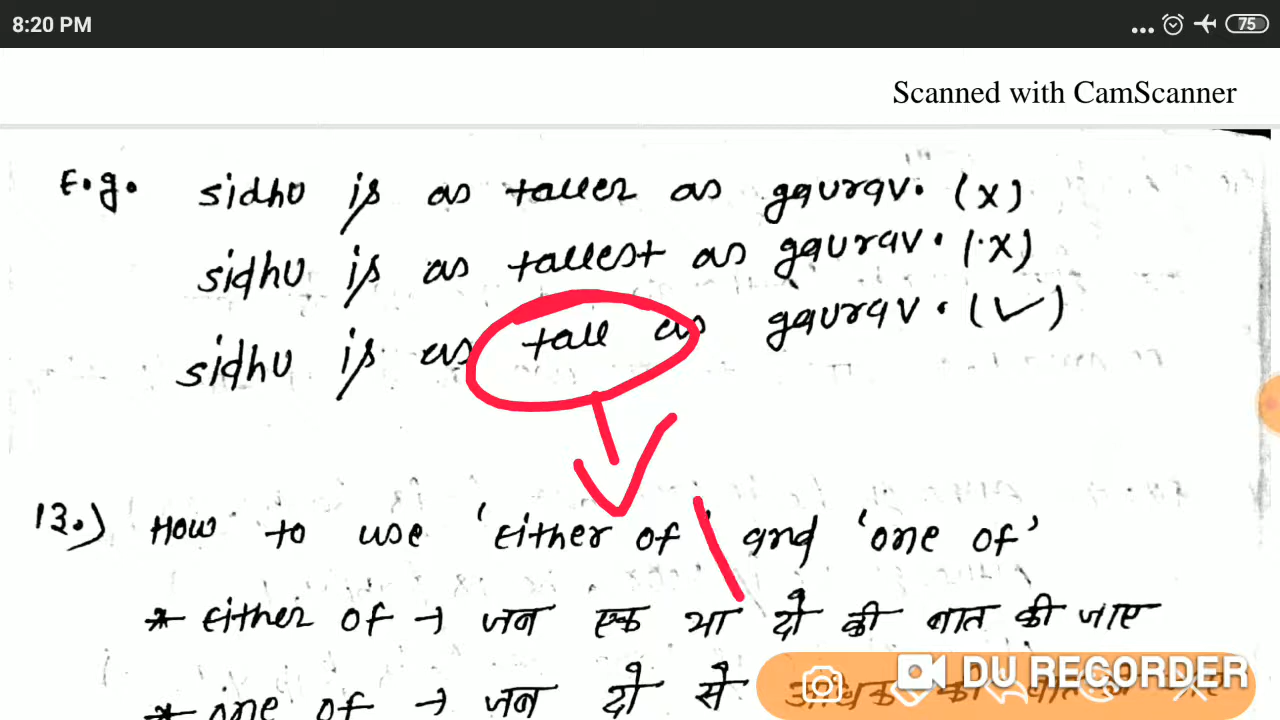 8:20 PM
75
Scanned with CamScanner
E.g. sidhu is as taller as gaurav. (x)
sidhu is as tallest as gaurav. (x)
sidhu is as tall as gaurav. (✓)
13.) How to use 'Either of' and 'one of'
* Either of → जब एक या दो की बात की जाए
* one of → जब दो से अधिक की
DU RECORDER